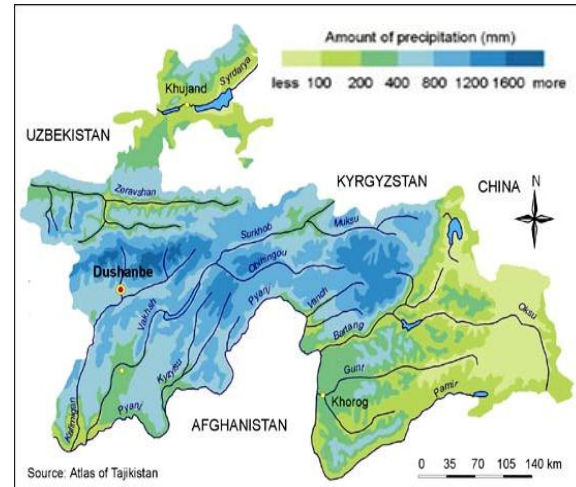 Amount of precipitation (mm)
less 100 200 400 800 1200 1600 more
Khujand
Syrdarya
UZBEKISTAN
KYRGYZSTAN
CHINA
N
Zeravshan
Surkhob
Muksu
Dushanbe
Obihingou
Vakhsh
Pyanj
Vanch
Bartang
Oksu
Kyzylsu
Gunt
Pamir
Kafirnigan
Pyanj
Khorog
AFGHANISTAN
Source: Atlas of Tajikistan
0 35 70 105 140 km